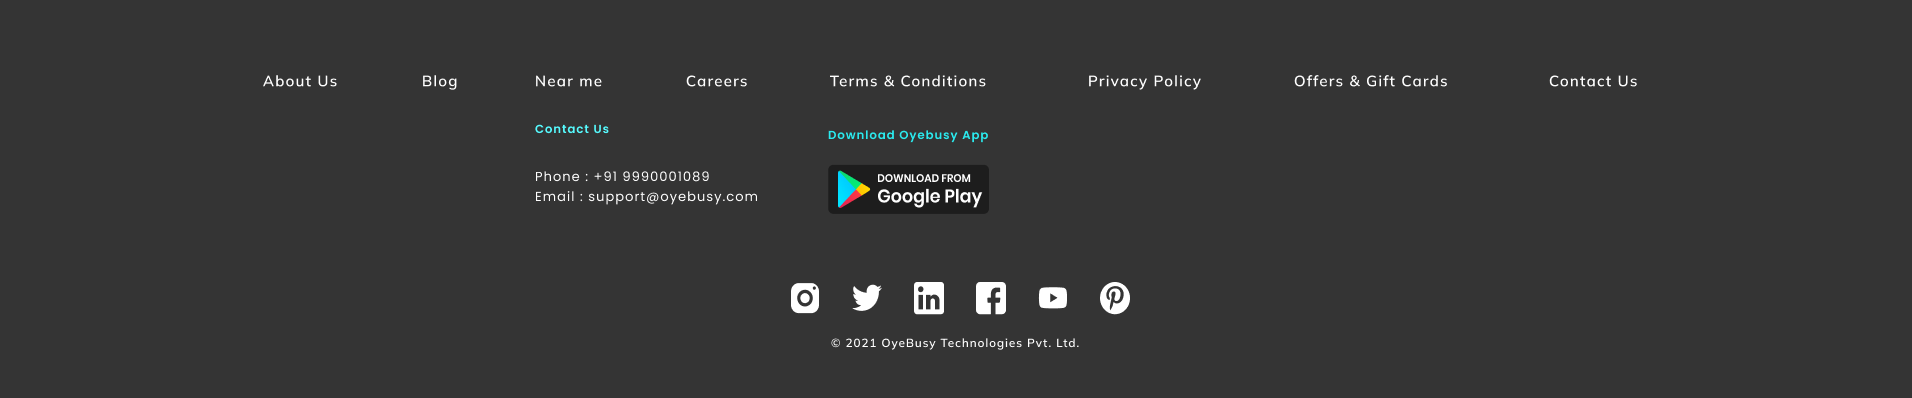 About Us Blog Near me Careers Terms & Conditions Privacy Policy Offers & Gift Cards Contact Us
Contact Us
Phone : +91 9990001089
Email : support@oyebusy.com
Download Oyebusy App
DOWNLOAD FROM
Google Play
© 2021 OyeBusy Technologies Pvt. Ltd.